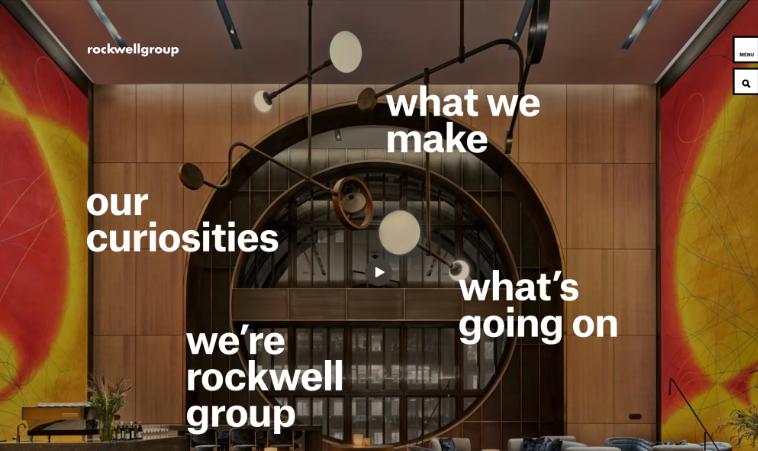 rockwellgroup
MENU
what we
make
our
curiosities
what's
going on
we're
rockwell
group